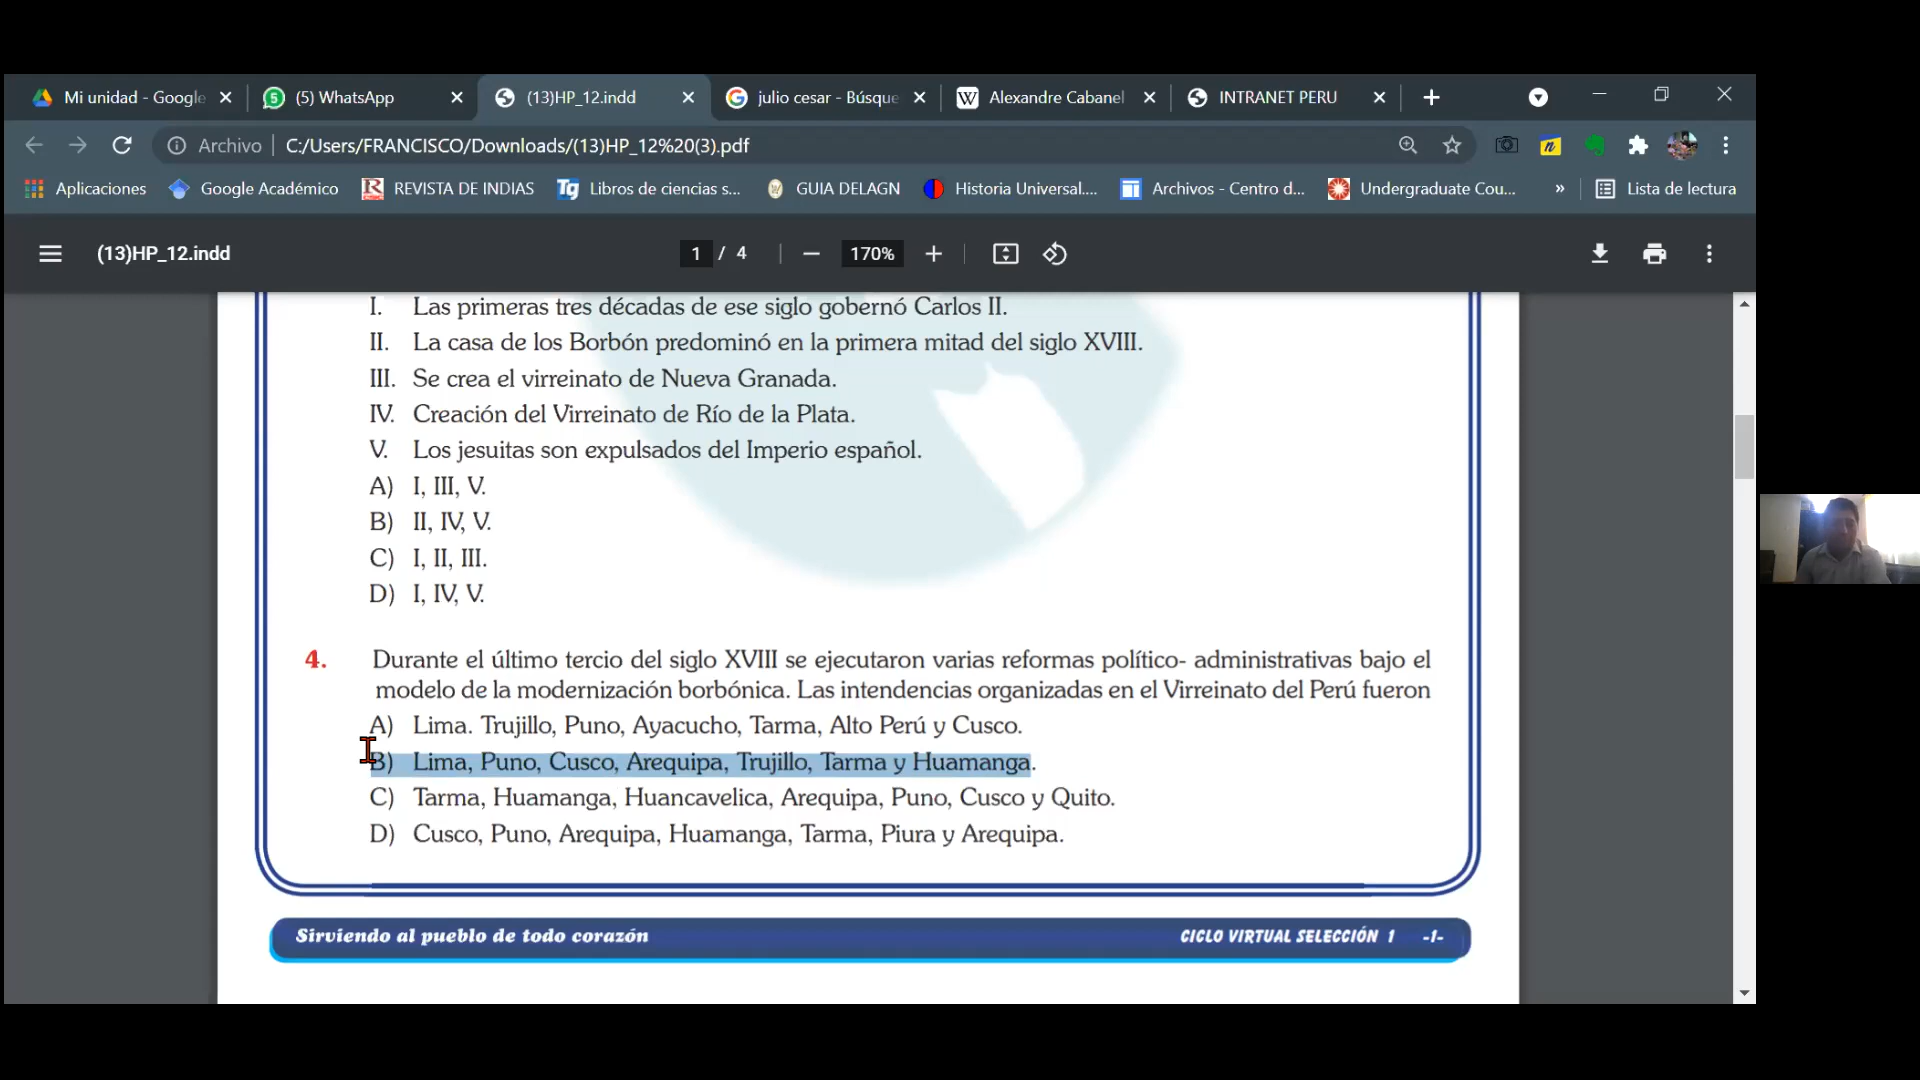 Mi unidad - Google
(5) WhatsApp
(13)HP_12.indd
julio cesar - Búsque
Alexandre Cabanel
INTRANET PERU
Archivo
C:/Users/FRANCISCO/Downloads/(13)HP_12%20(3).pdf
Aplicaciones
Google Académico
REVISTA DE INDIAS
Libros de ciencias s...
GUIA DELAGN
Historia Universal....
Archivos - Centro d...
Undergraduate Cou...
»
Lista de lectura
(13)HP_12.indd
1 / 4
170%
I. Las primeras tres décadas de ese siglo gobernó Carlos II.
II. La casa de los Borbón predominó en la primera mitad del siglo XVIII.
III. Se crea el virreinato de Nueva Granada.
IV. Creación del Virreinato de Río de la Plata.
V. Los jesuitas son expulsados del Imperio español.
A) I, III, V.
B) II, IV, V.
C) I, II, III.
D) I, IV, V.
4. Durante el último tercio del siglo XVIII se ejecutaron varias reformas político- administrativas bajo el
modelo de la modernización borbónica. Las intendencias organizadas en el Virreinato del Perú fueron
A) Lima. Trujillo, Puno, Ayacucho, Tarma, Alto Perú y Cusco.
B) Lima, Puno, Cusco, Arequipa, Trujillo, Tarma y Huamanga.
C) Tarma, Huamanga, Huancavelica, Arequipa, Puno, Cusco y Quito.
D) Cusco, Puno, Arequipa, Huamanga, Tarma, Piura y Arequipa.
Sirviendo al pueblo de todo corazón
CICLO VIRTUAL SELECCIÓN 1 -1-